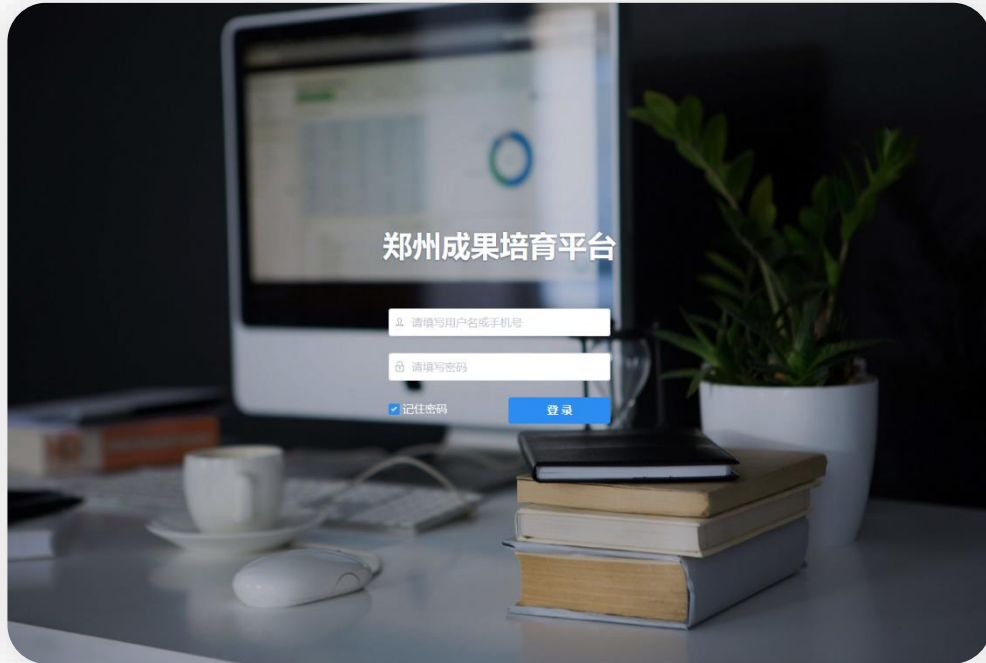 郑州成果培育平台
请填写用户名或手机号
请填写密码
记住密码
登录